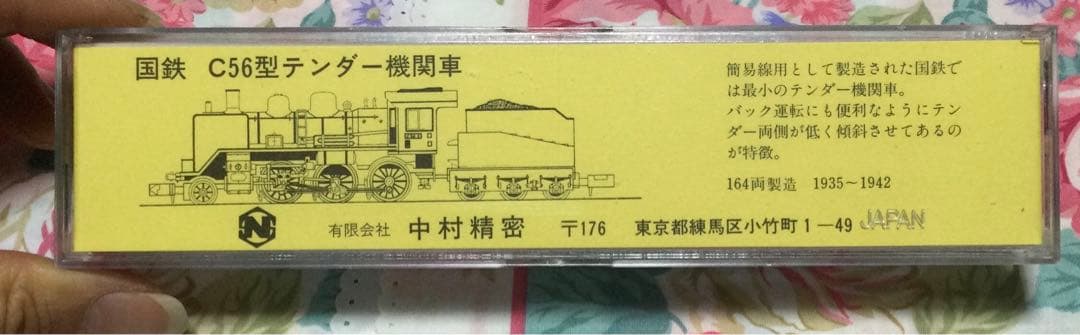 国鉄 C56型テンダー機関車
簡易線用として製造された国鉄で
は最小のテンダー機関車。
バック運転にも便利なようにテン
ダー両側が低く傾斜させてあるの
が特徴。
164両製造 1935～1942
有限会社 中村精密 〒176 東京都練馬区小竹町1―49 JAPAN